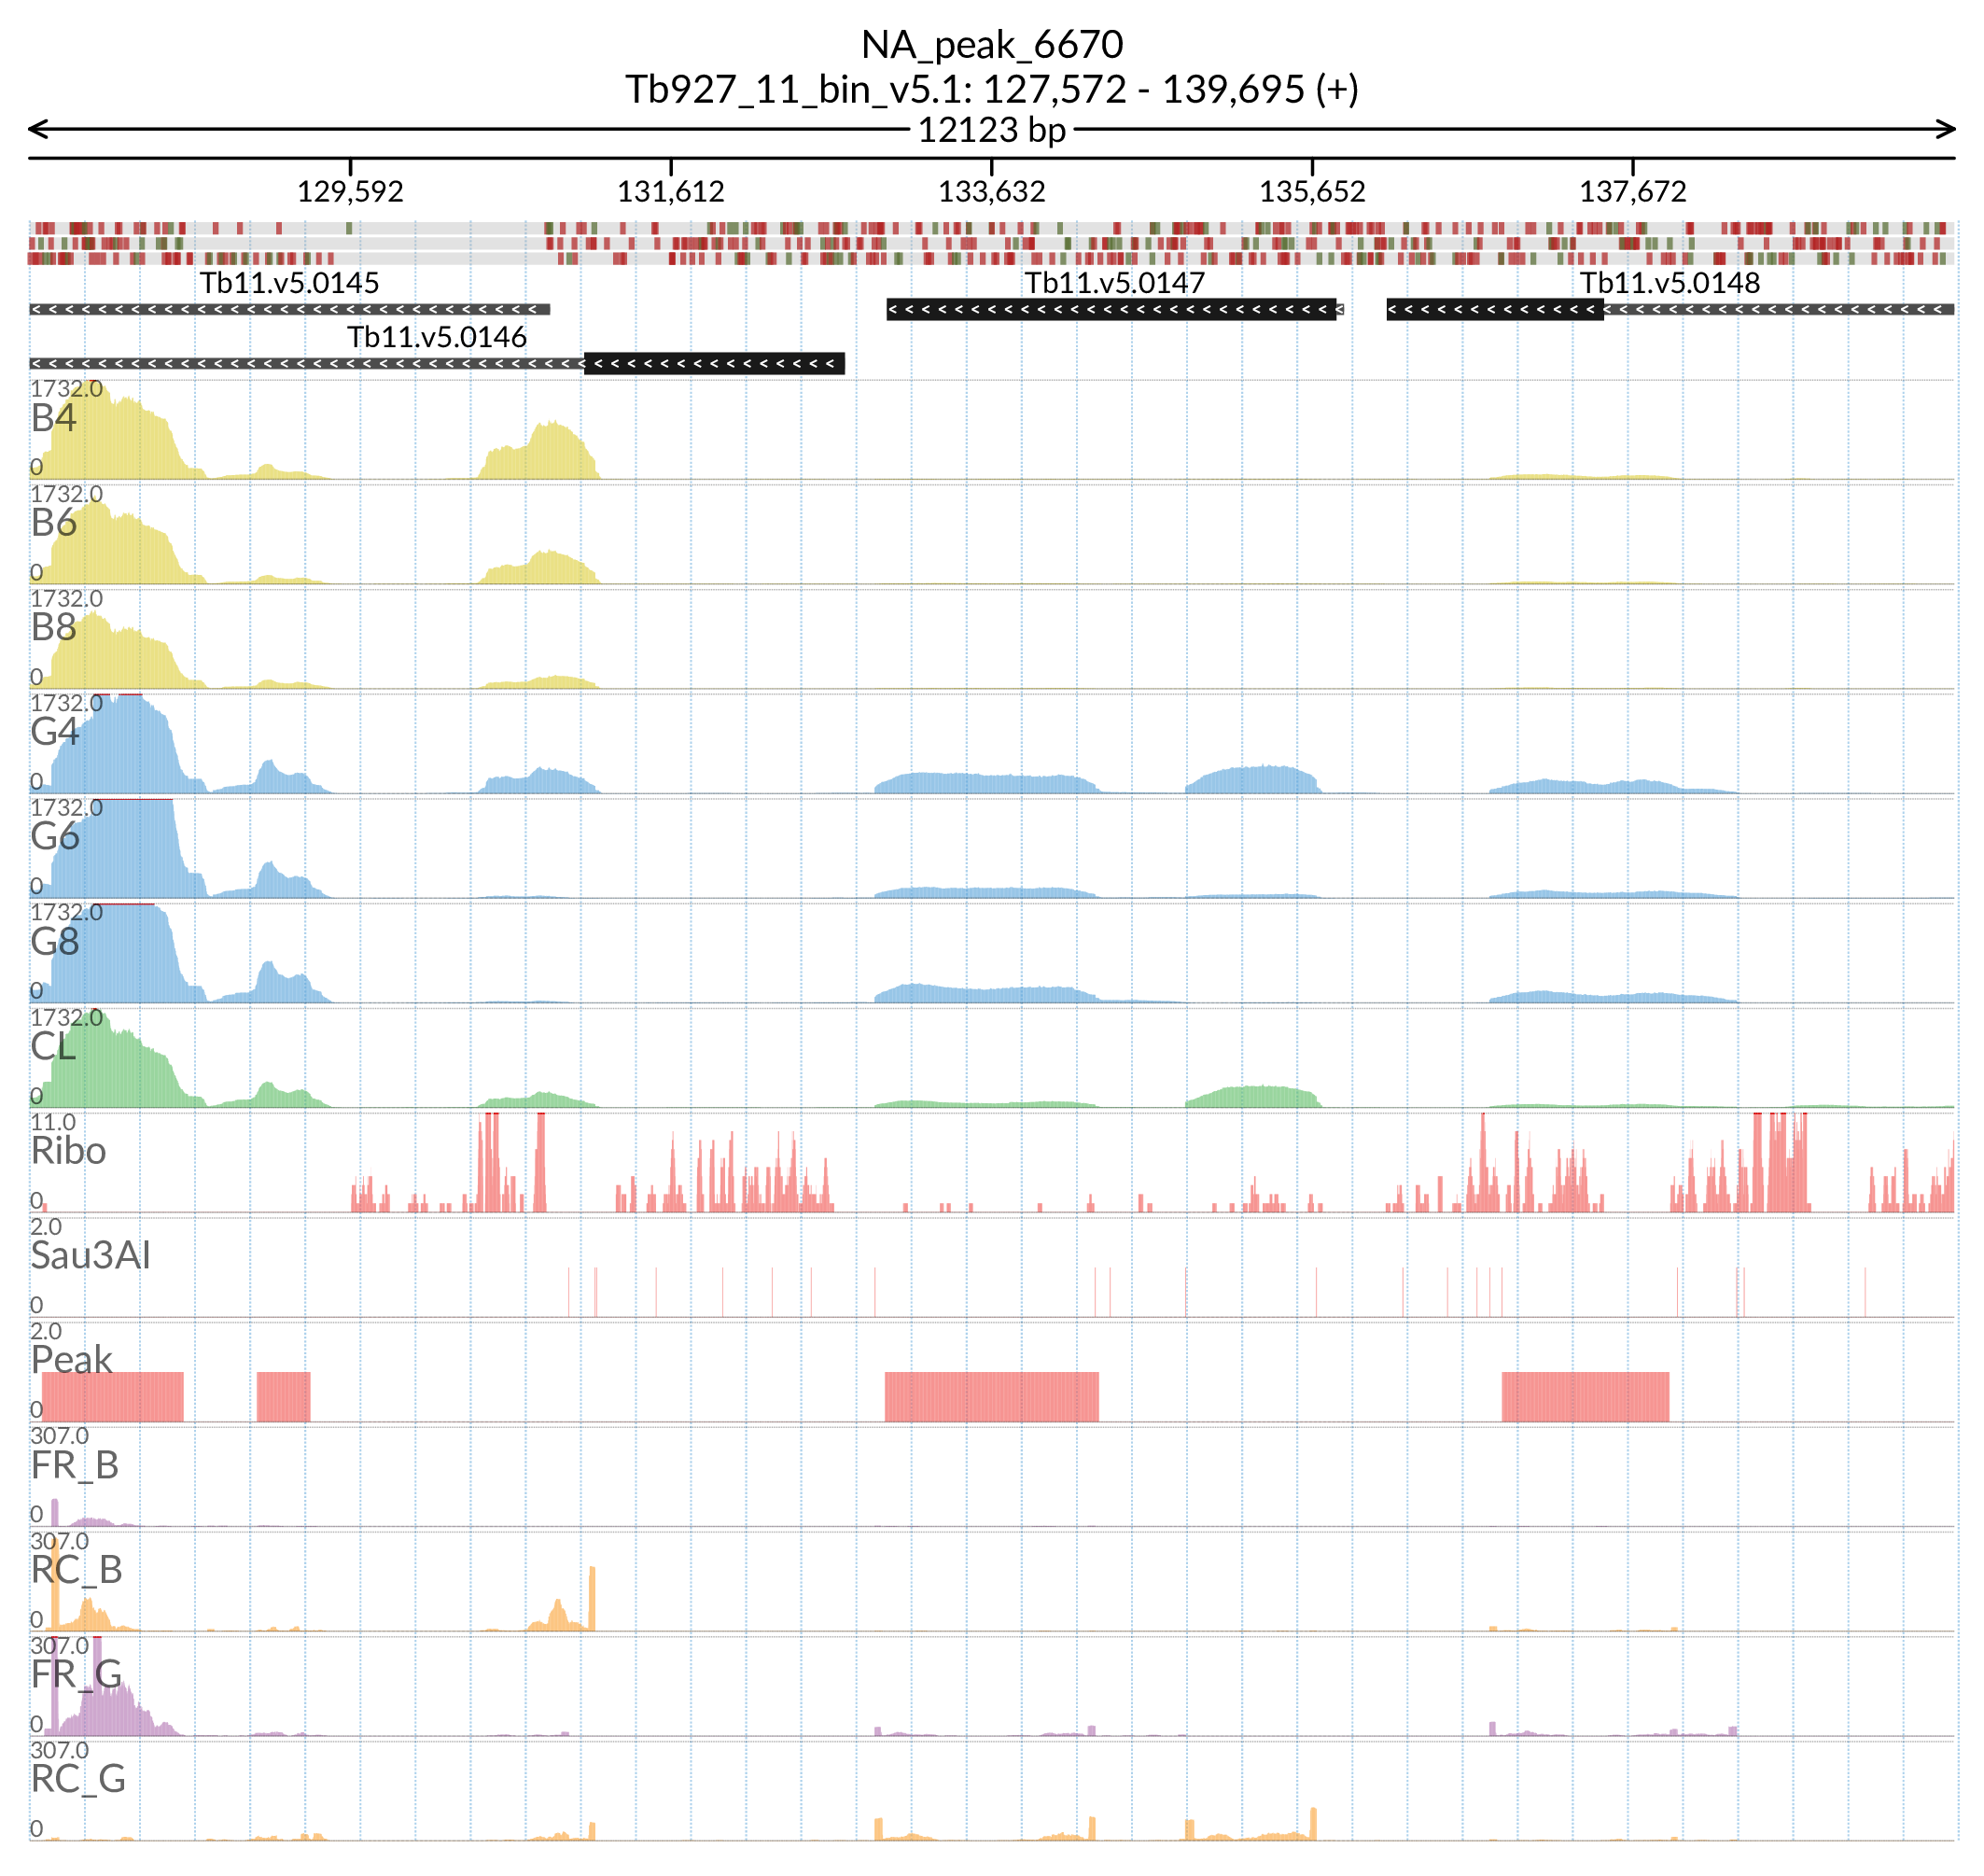 NA_peak_6670
Tb927_11_bin_v5.1: 127,572 - 139,695 (+)
12123 bp
129,592 131,612 133,632 135,652 137,672
Tb11.v5.0145 Tb11.v5.0147 Tb11.v5.0148
Tb11.v5.0146
1732.0
B4
0
1732.0
B6
0
1732.0
B8
0
1732.0
G4
0
1732.0
G6
0
1732.0
G8
0
1732.0
CL
0
11.0
Ribo
0
2.0
Sau3AI
0
2.0
Peak
0
307.0
FR_B
0
307.0
RC_B
0
307.0
FR_G
0
307.0
RC_G
0